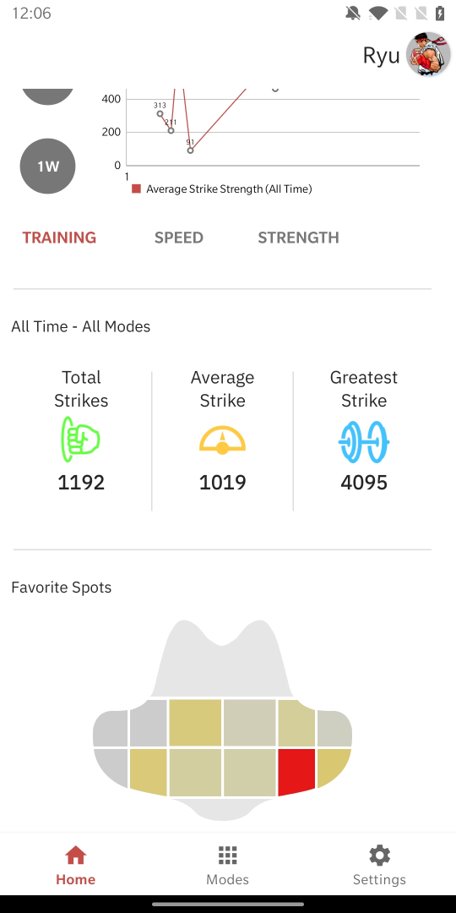 12:06
Ryu
400
313
211
200
91
1W
0
1
Average Strike Strength (All Time)
TRAINING SPEED STRENGTH
All Time - All Modes
Total Strikes
1192
Average Strike
1019
Greatest Strike
4095
Favorite Spots
Home Modes Settings